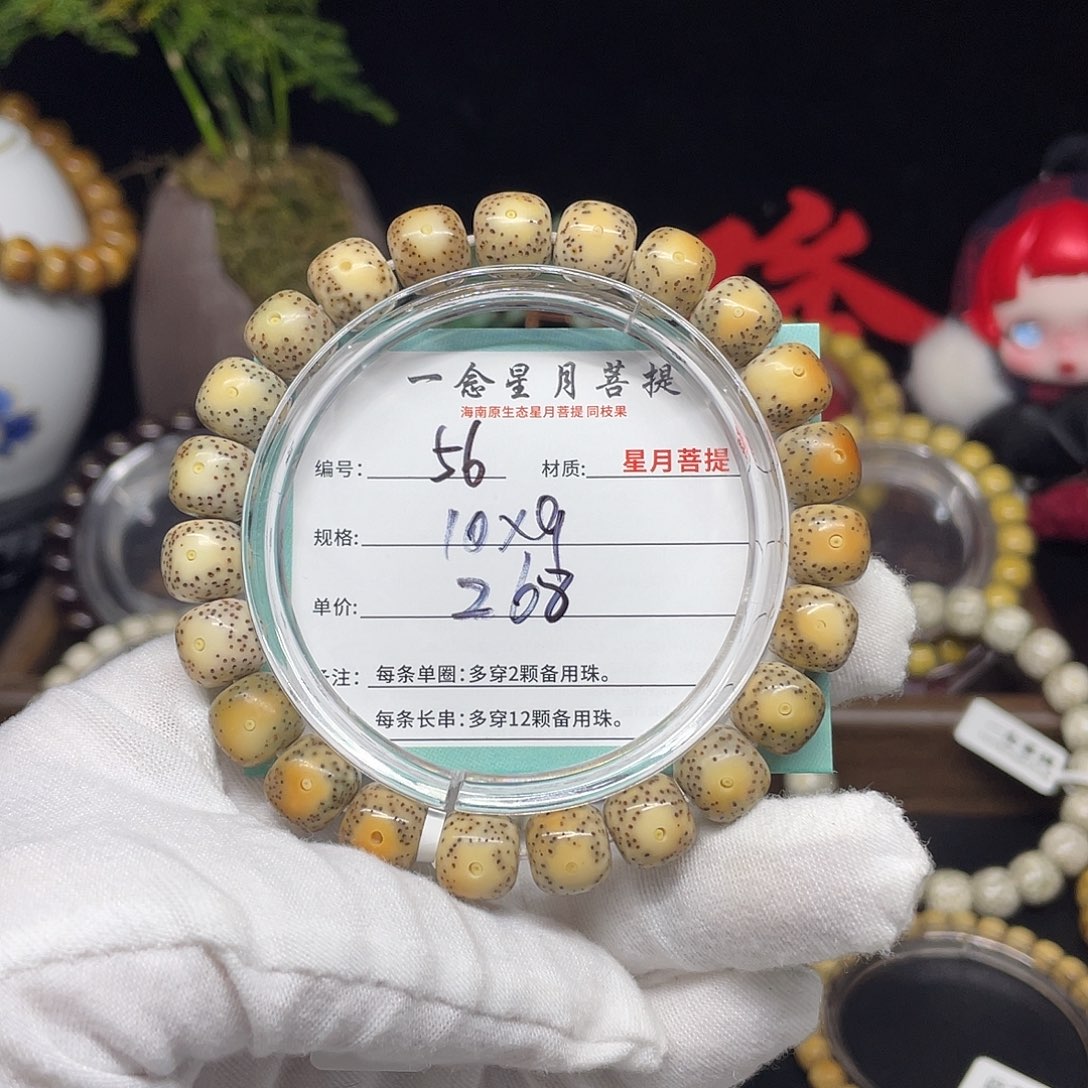 一念星月菩提
海南原生态星月菩提 同枝果
编号: 56 材质: 星月菩提
规格: 10×9
单价: 268
注: 每条单圈:多穿2颗备用珠。
每条长串:多穿12颗备用珠。